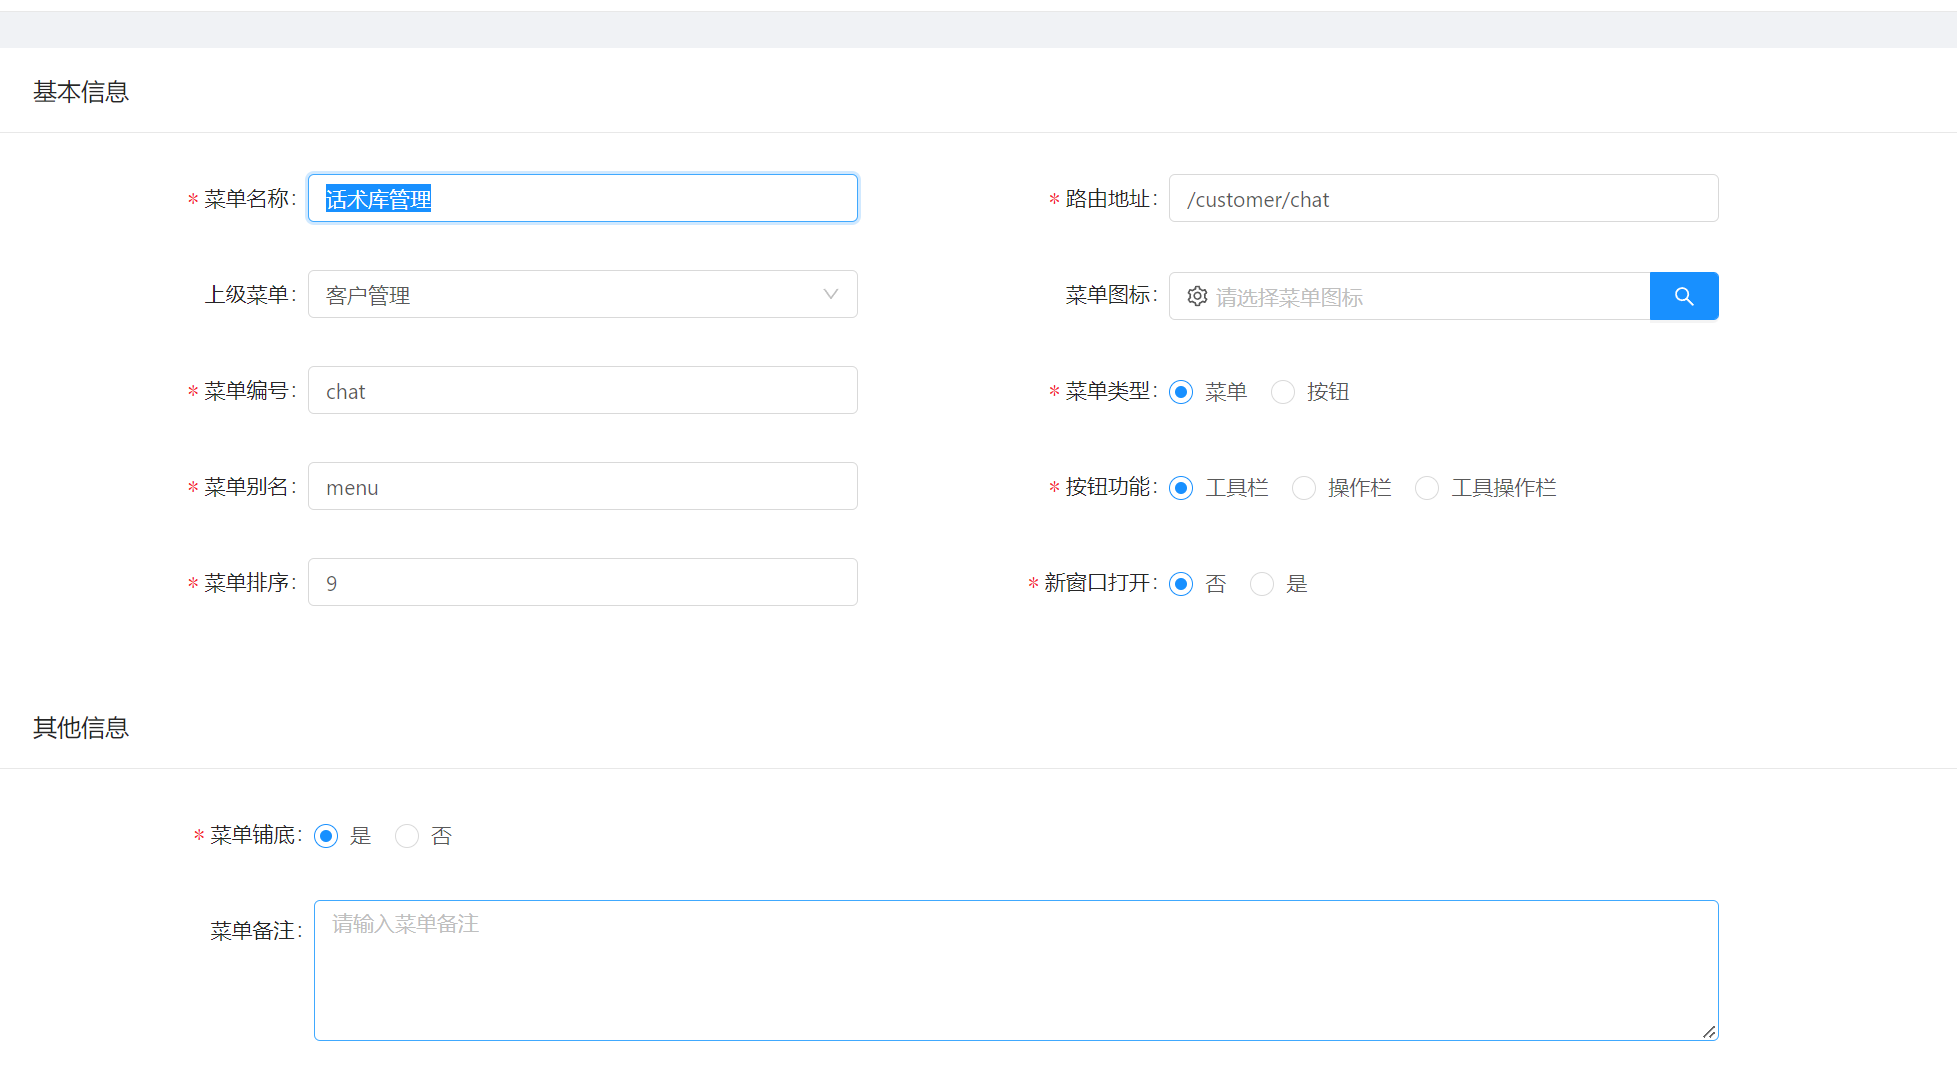 基本信息
* 菜单名称: 话术库管理
* 路由地址: /customer/chat
上级菜单: 客户管理
菜单图标: 请选择菜单图标
* 菜单编号: chat
* 菜单类型: 菜单 按钮
* 菜单别名: menu
* 按钮功能: 工具栏 操作栏 工具操作栏
* 菜单排序: 9
* 新窗口打开: 否 是
其他信息
* 菜单铺底: 是 否
菜单备注: 请输入菜单备注